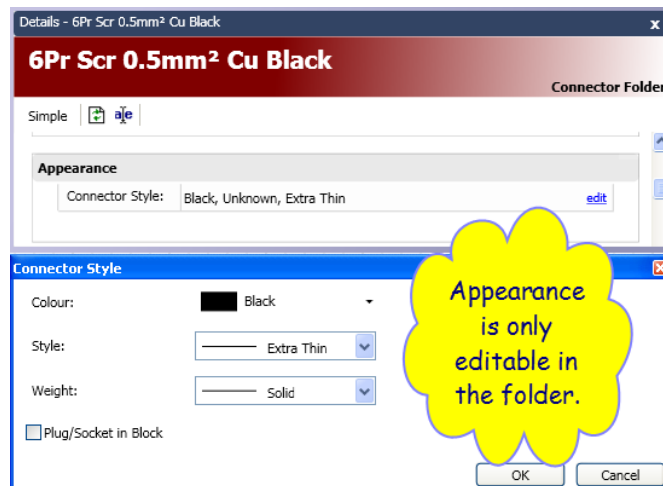 Details - 6Pr Scr 0.5mm² Cu Black
x
6Pr Scr 0.5mm² Cu Black
Connector Folder
Simple
a e
Appearance
Connector Style: Black, Unknown, Extra Thin edit
Connector Style
Colour: Black
Style: Extra Thin
Weight: Solid
Plug/Socket in Block
Appearance
is only
editable in
the folder.
OK Cancel